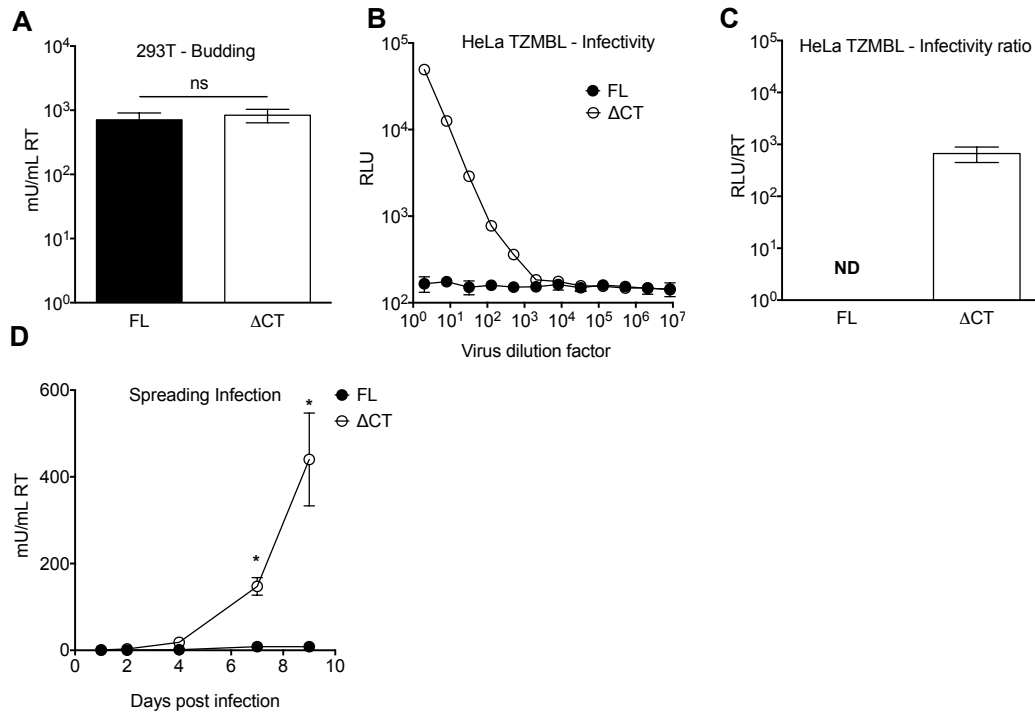 A
293T - Budding
10⁴
ns
10³
10²
10¹
10⁰
mU/mL RT
FL
ΔCT
B
HeLa TZMBL - Infectivity
10⁵
FL
ΔCT
10⁴
10³
10²
RLU
10⁰ 10¹ 10² 10³ 10⁴ 10⁵ 10⁶ 10⁷
Virus dilution factor
C
HeLa TZMBL - Infectivity ratio
10⁵
10⁴
10³
10²
10¹
10⁰
RLU/RT
ND
FL
ΔCT
D
Spreading Infection
FL
ΔCT
600
400
200
0
mU/mL RT
*
*
0 2 4 6 8 10
Days post infection